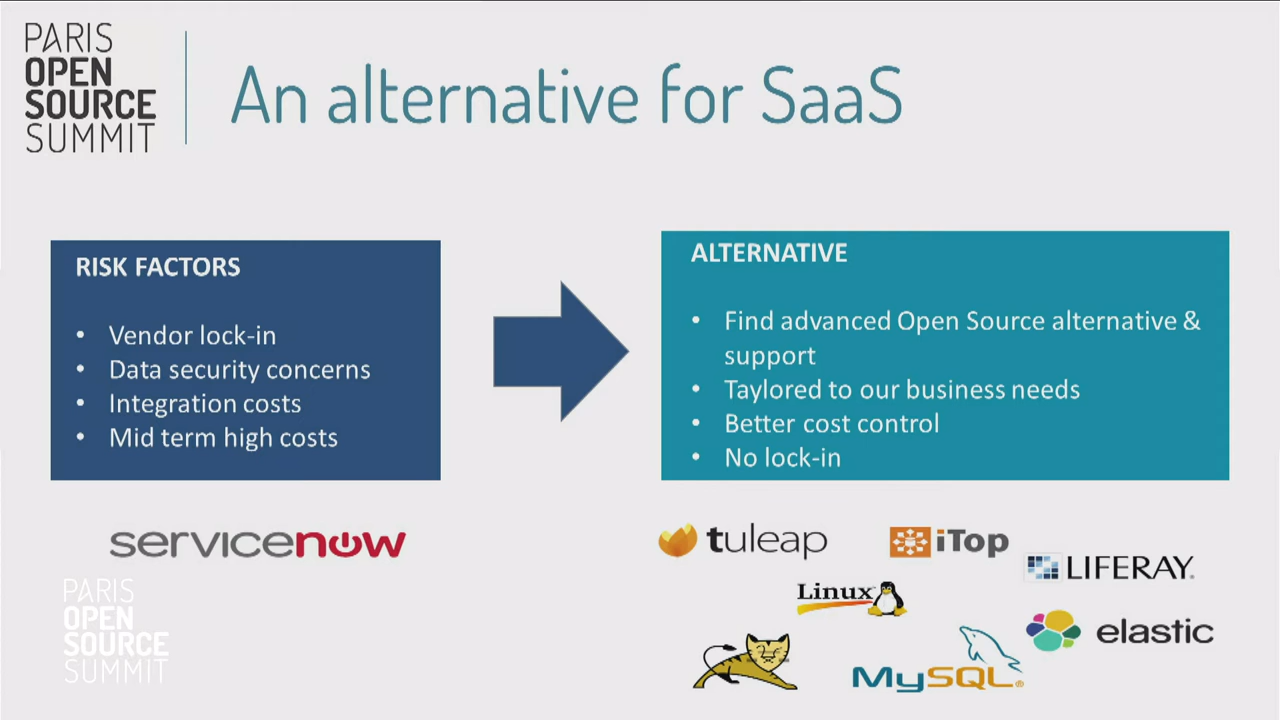 PARIS
OPEN
SOURCE
SUMMIT
An alternative for SaaS
RISK FACTORS
• Vendor lock-in
• Data security concerns
• Integration costs
• Mid term high costs
ALTERNATIVE
• Find advanced Open Source alternative &
support
• Taylored to our business needs
• Better cost control
• No lock-in
servicenow
tuleap
iTop
LIFERAY.
Linux
elastic
MySQL®
PARIS
OPEN
SOURCE
SUMMIT